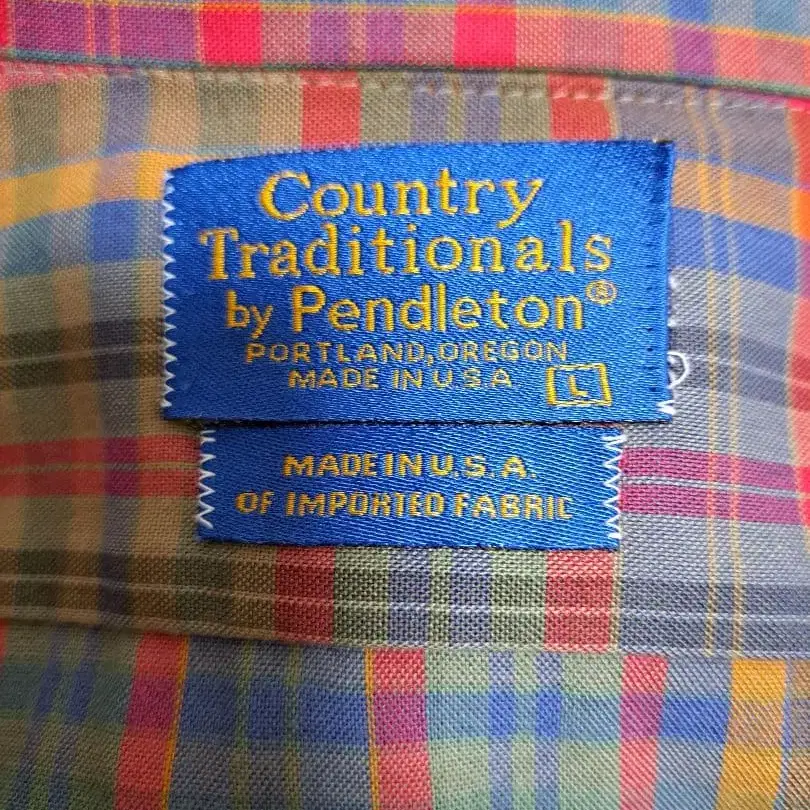 Country
Traditionals
by Pendleton®
PORTLAND, OREGON
MADE IN U.S.A L
MADE IN U.S.A.
OF IMPORTED FABRIC